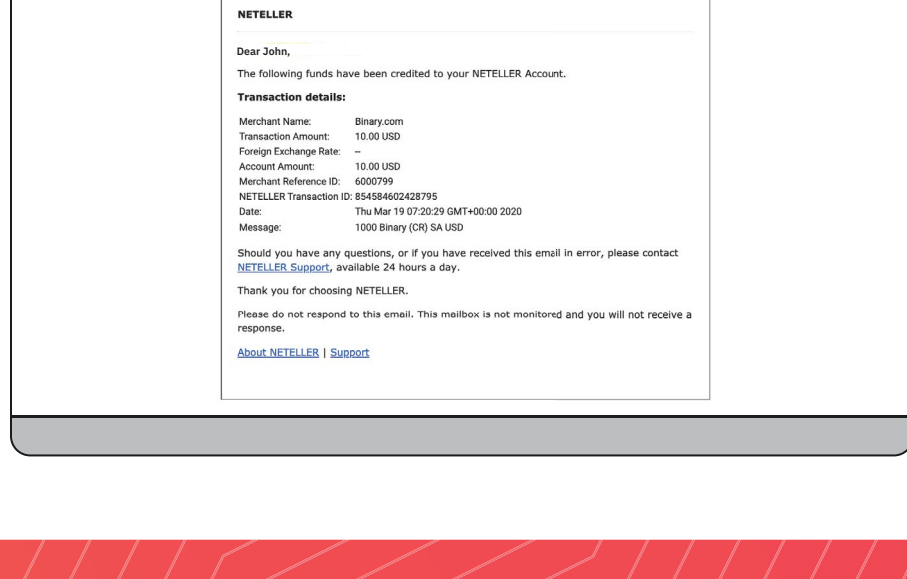 NETELLER
Dear John,
The following funds have been credited to your NETELLER Account.
Transaction details:
Merchant Name: Binary.com
Transaction Amount: 10.00 USD
Foreign Exchange Rate: –
Account Amount: 10.00 USD
Merchant Reference ID: 6000799
NETELLER Transaction ID: 854584602428795
Date: Thu Mar 19 07:20:29 GMT+00:00 2020
Message: 1000 Binary (CR) SA USD
Should you have any questions, or if you have received this email in error, please contact
NETELLER Support, available 24 hours a day.
Thank you for choosing NETELLER.
Please do not respond to this email. This mailbox is not monitored and you will not receive a
response.
About NETELLER | Support